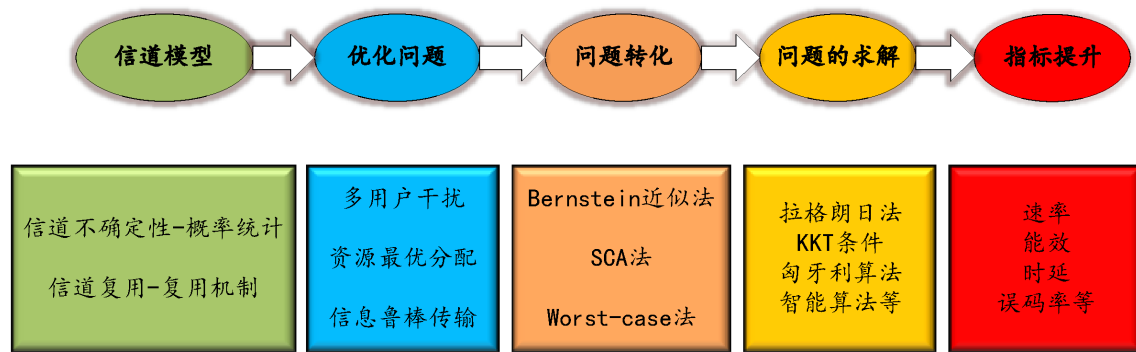 信道模型
优化问题
问题转化
问题的求解
指标提升
信道不确定性-概率统计
信道复用-复用机制
多用户干扰
资源最优分配
信息鲁棒传输
Bernstein近似法
SCA法
Worst-case法
拉格朗日法
KKT条件
匈牙利算法
智能算法等
速率
能效
时延
误码率等